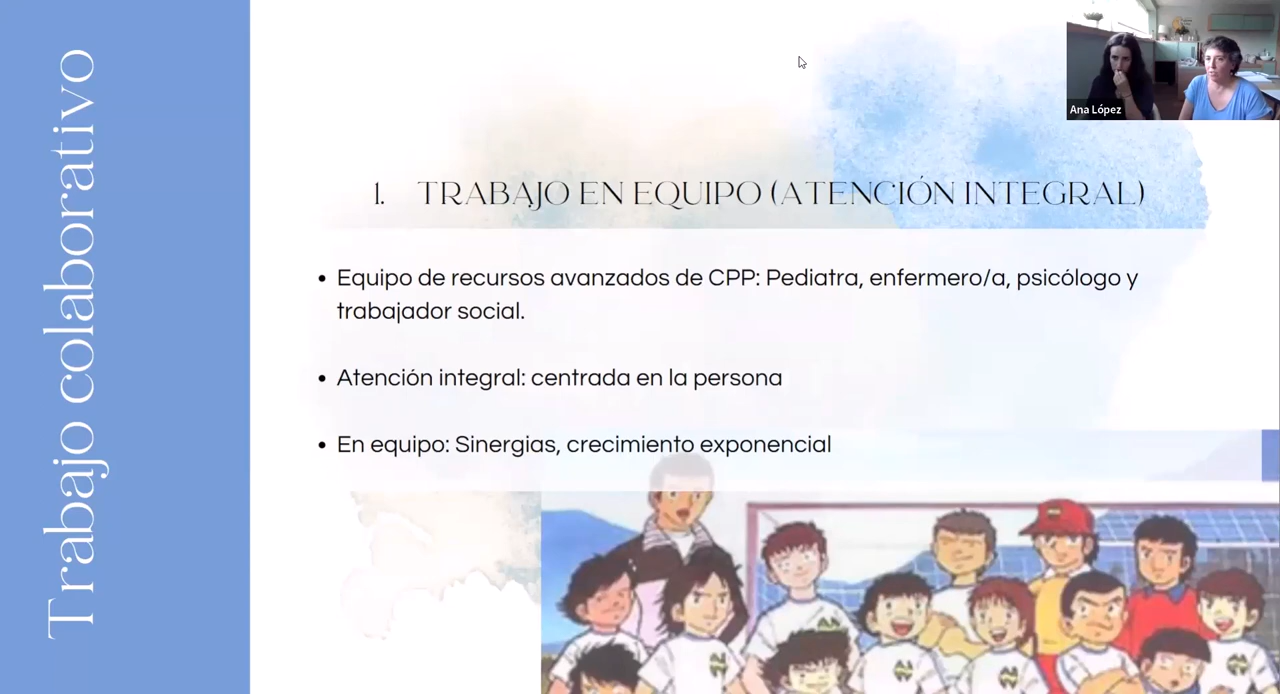 Trabajo colaborativo
Ana López
1. TRABAJO EN EQUIPO (ATENCIÓN INTEGRAL)
• Equipo de recursos avanzados de CPP: Pediatra, enfermero/a, psicólogo y
trabajador social.
• Atención integral: centrada en la persona
• En equipo: Sinergias, crecimiento exponencial